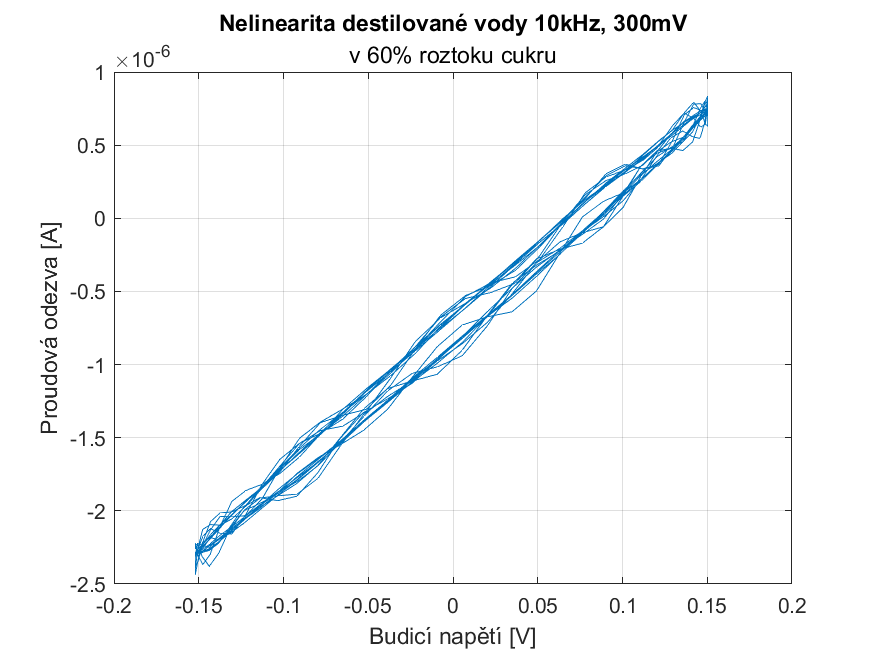 Nelinearita destilované vody 10kHz, 300mV
v 60% roztoku cukru
×10-6
1
0.5
0
-0.5
-1
-1.5
-2
-2.5
Proudová odezva [A]
-0.2 -0.15 -0.1 -0.05 0 0.05 0.1 0.15 0.2
Budicí napětí [V]